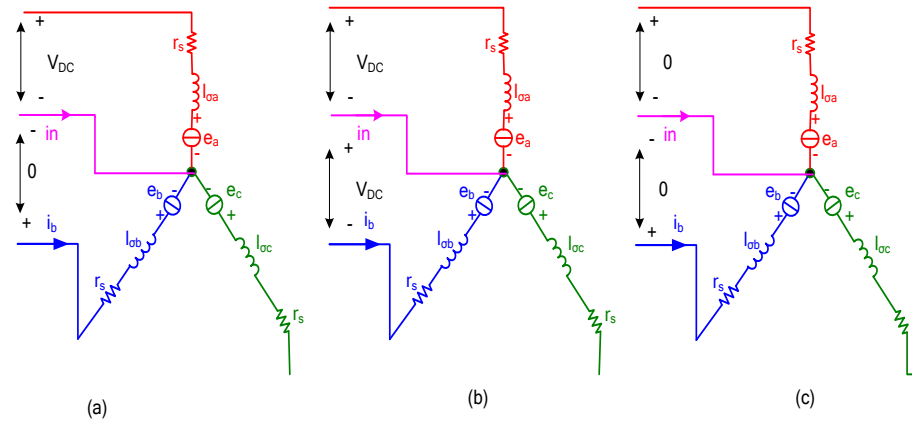 +
V_DC
-
in
-
0
+
i_b
r_s
l_σa
+
e_a
-
e_b
-
+
l_σb
r_s
-
e_c
+
l_σc
r_s
(a)
+
V_DC
-
in
+
V_DC
-
i_b
r_s
l_σa
+
e_a
-
e_b
-
+
l_σb
r_s
-
e_c
+
l_σc
r_s
(b)
+
0
-
in
-
0
+
i_b
r_s
l_σa
+
e_a
-
e_b
-
+
l_σb
r_s
-
e_c
+
l_σc
r_s
(c)